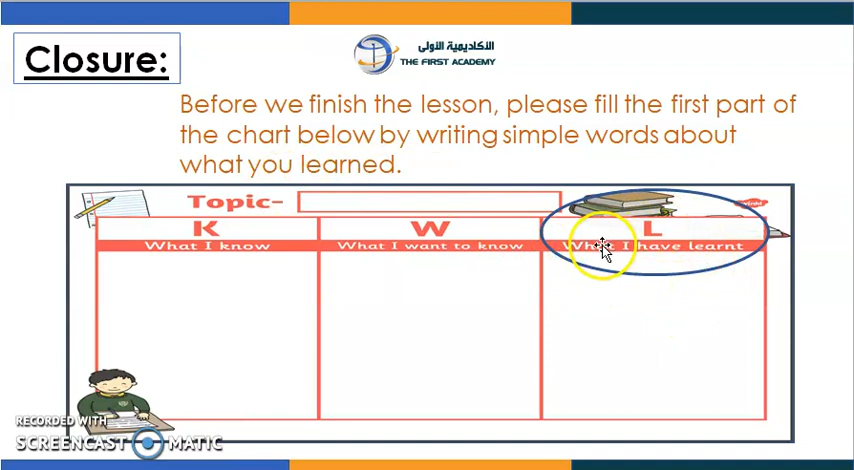 Closure:
الأكاديمية الأولى
THE FIRST ACADEMY
Before we finish the lesson, please fill the first part of
the chart below by writing simple words about
what you learned.
Topic-
K W L
What I know What I want to know What I have learnt
RECORDED WITH
SCREENCAST MATIC